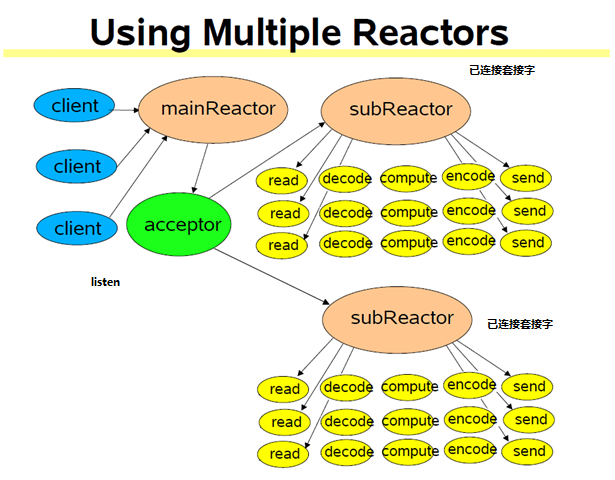 Using Multiple Reactors
已连接套接字
client
mainReactor
subReactor
client
client
acceptor
read decode compute encode send
read decode compute encode send
read decode compute encode send
listen
subReactor
已连接套接字
read decode compute encode send
read decode compute encode send
read decode compute encode send